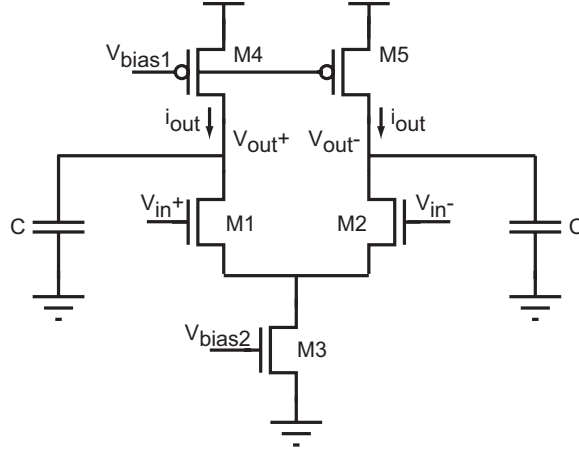 Vbias1
M4
M5
iout
iout
Vout+
Vout-
C
Vin+
M1
M2
Vin-
C
Vbias2
M3